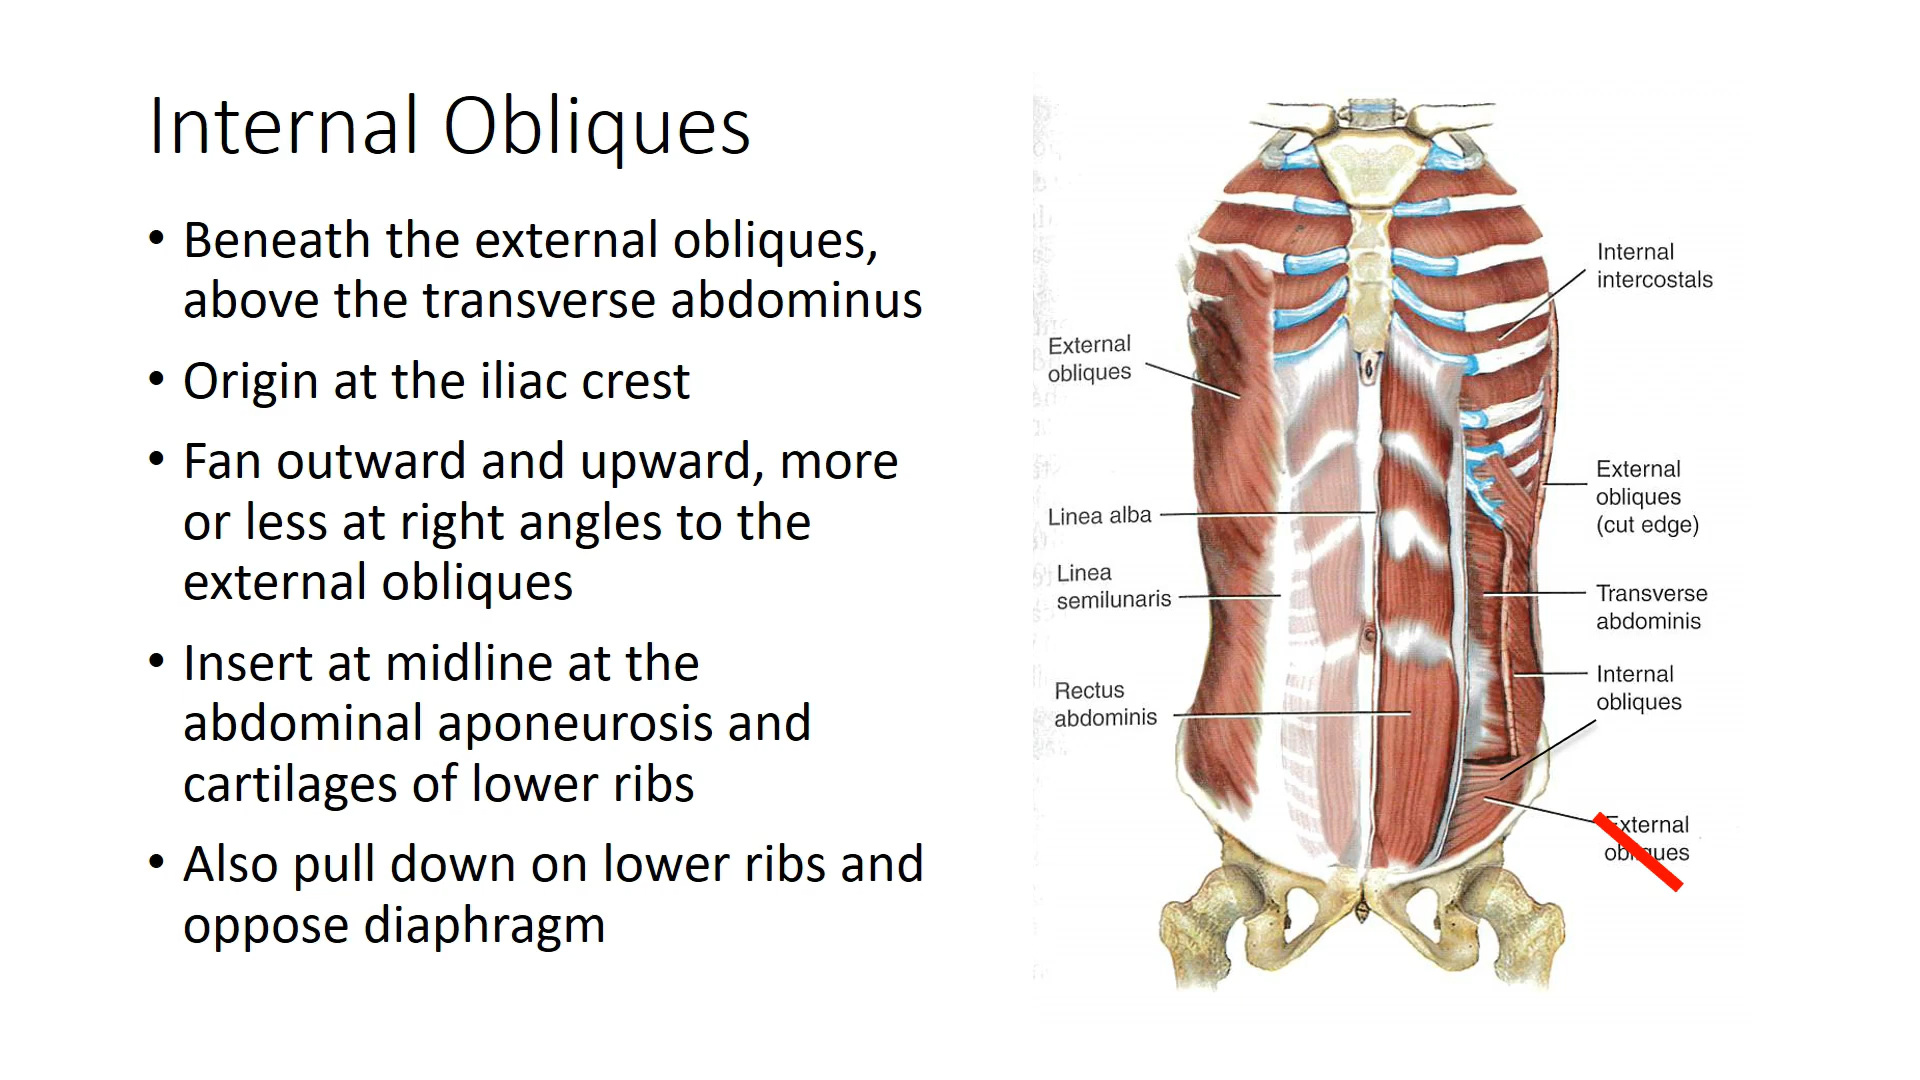 Internal Obliques
• Beneath the external obliques,
above the transverse abdominus
• Origin at the iliac crest
• Fan outward and upward, more
or less at right angles to the
external obliques
• Insert at midline at the
abdominal aponeurosis and
cartilages of lower ribs
• Also pull down on lower ribs and
oppose diaphragm
External
obliques
Linea alba
Linea
semilunaris
Rectus
abdominis
Internal
intercostals
External
obliques
(cut edge)
Transverse
abdominis
Internal
obliques
External
obliques